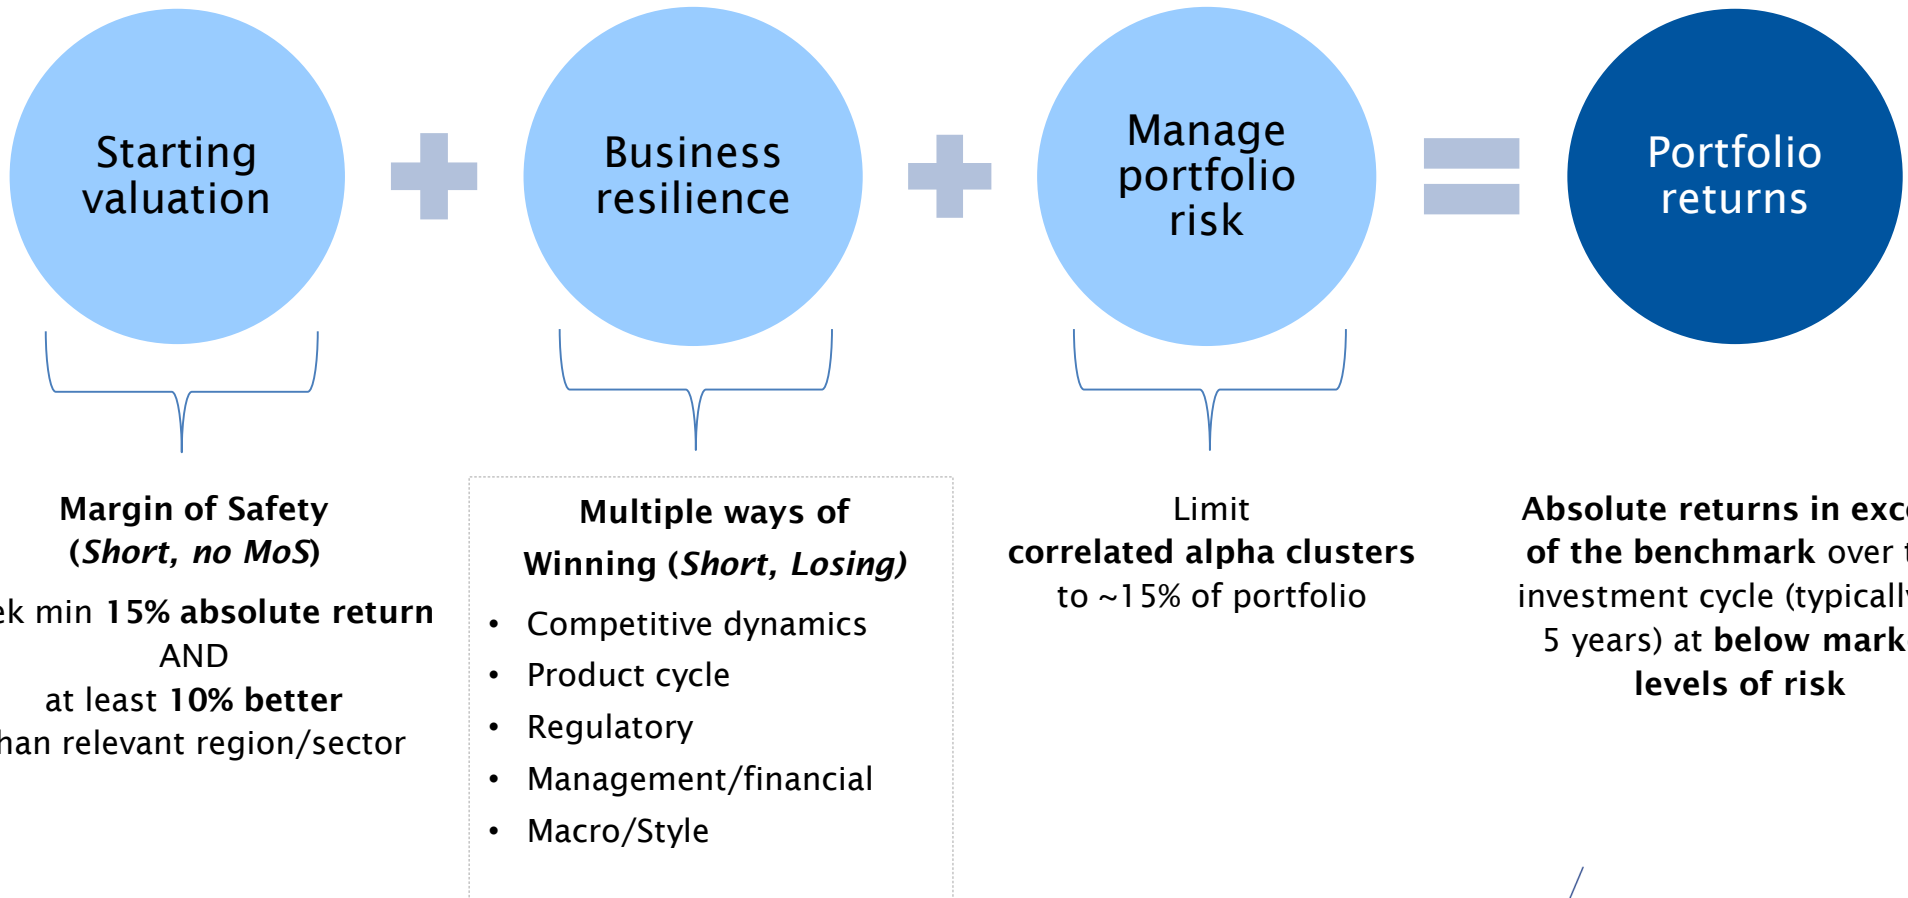 Starting
valuation
Business
resilience
Manage
portfolio
risk
Portfolio
returns
Margin of Safety
(Short, no MoS)
min 15% absolute return
AND
at least 10% better
relevant region/sector
Multiple ways of
Winning (Short, Losing)
• Competitive dynamics
• Product cycle
• Regulatory
• Management/financial
• Macro/Style
Limit
correlated alpha clusters
to ~15% of portfolio
Absolute returns in
of the benchmark over
investment cycle (typically
5 years) at below
levels of risk